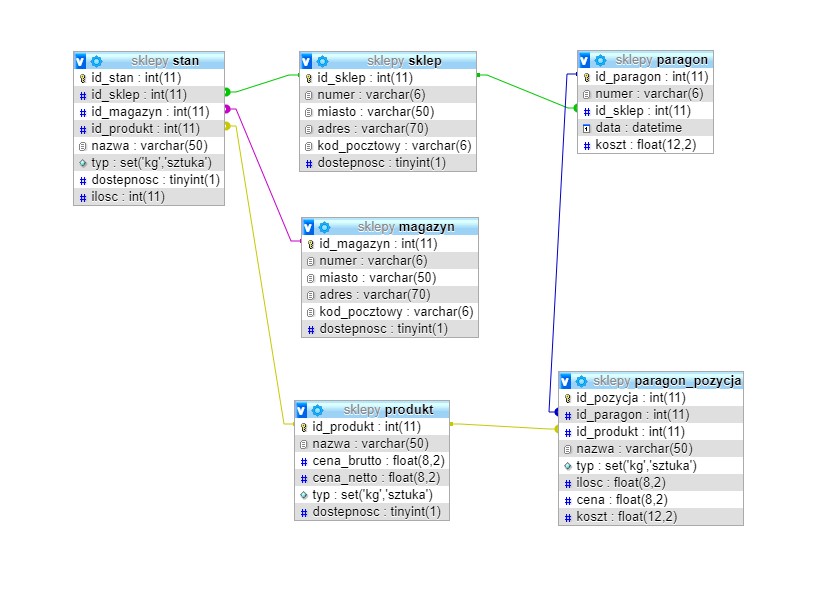 sklepy stan
id_stan : int(11)
# id_sklep : int(11)
# id_magazyn : int(11)
# id_produkt : int(11)
nazwa : varchar(50)
typ : set('kg','sztuka')
# dostepnosc : tinyint(1)
# ilosc : int(11)
sklepy sklep
id_sklep : int(11)
numer : varchar(6)
miasto : varchar(50)
adres : varchar(70)
kod_pocztowy : varchar(6)
# dostepnosc : tinyint(1)
sklepy paragon
id_paragon : int(11)
numer : varchar(6)
# id_sklep : int(11)
data : datetime
# koszt : float(12,2)
sklepy magazyn
id_magazyn : int(11)
numer : varchar(6)
miasto : varchar(50)
adres : varchar(70)
kod_pocztowy : varchar(6)
# dostepnosc : tinyint(1)
sklepy produkt
id_produkt : int(11)
nazwa : varchar(50)
# cena_brutto : float(8,2)
# cena_netto : float(8,2)
typ : set('kg','sztuka')
# dostepnosc : tinyint(1)
sklepy paragon_pozycja
id_pozycja : int(11)
# id_paragon : int(11)
# id_produkt : int(11)
nazwa : varchar(50)
typ : set('kg','sztuka')
# ilosc : float(8,2)
# cena : float(8,2)
# koszt : float(12,2)